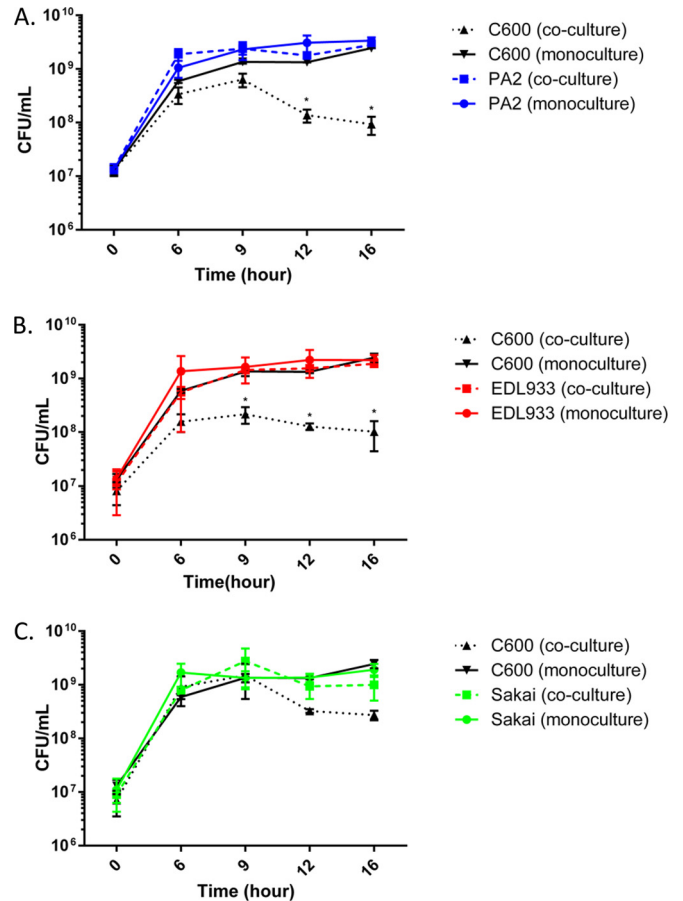 A.
10^10
10^9
10^8
10^7
10^6
CFU/mL
0 6 9 12 16
Time (hour)
* *
C600 (co-culture)
C600 (monoculture)
PA2 (co-culture)
PA2 (monoculture)
B.
10^10
10^9
10^8
10^7
10^6
CFU/mL
0 6 9 12 16
Time(hour)
* * *
C600 (co-culture)
C600 (monoculture)
EDL933 (co-culture)
EDL933 (monoculture)
C.
10^10
10^9
10^8
10^7
10^6
CFU/mL
0 6 9 12 16
Time (hour)
C600 (co-culture)
C600 (monoculture)
Sakai (co-culture)
Sakai (monoculture)